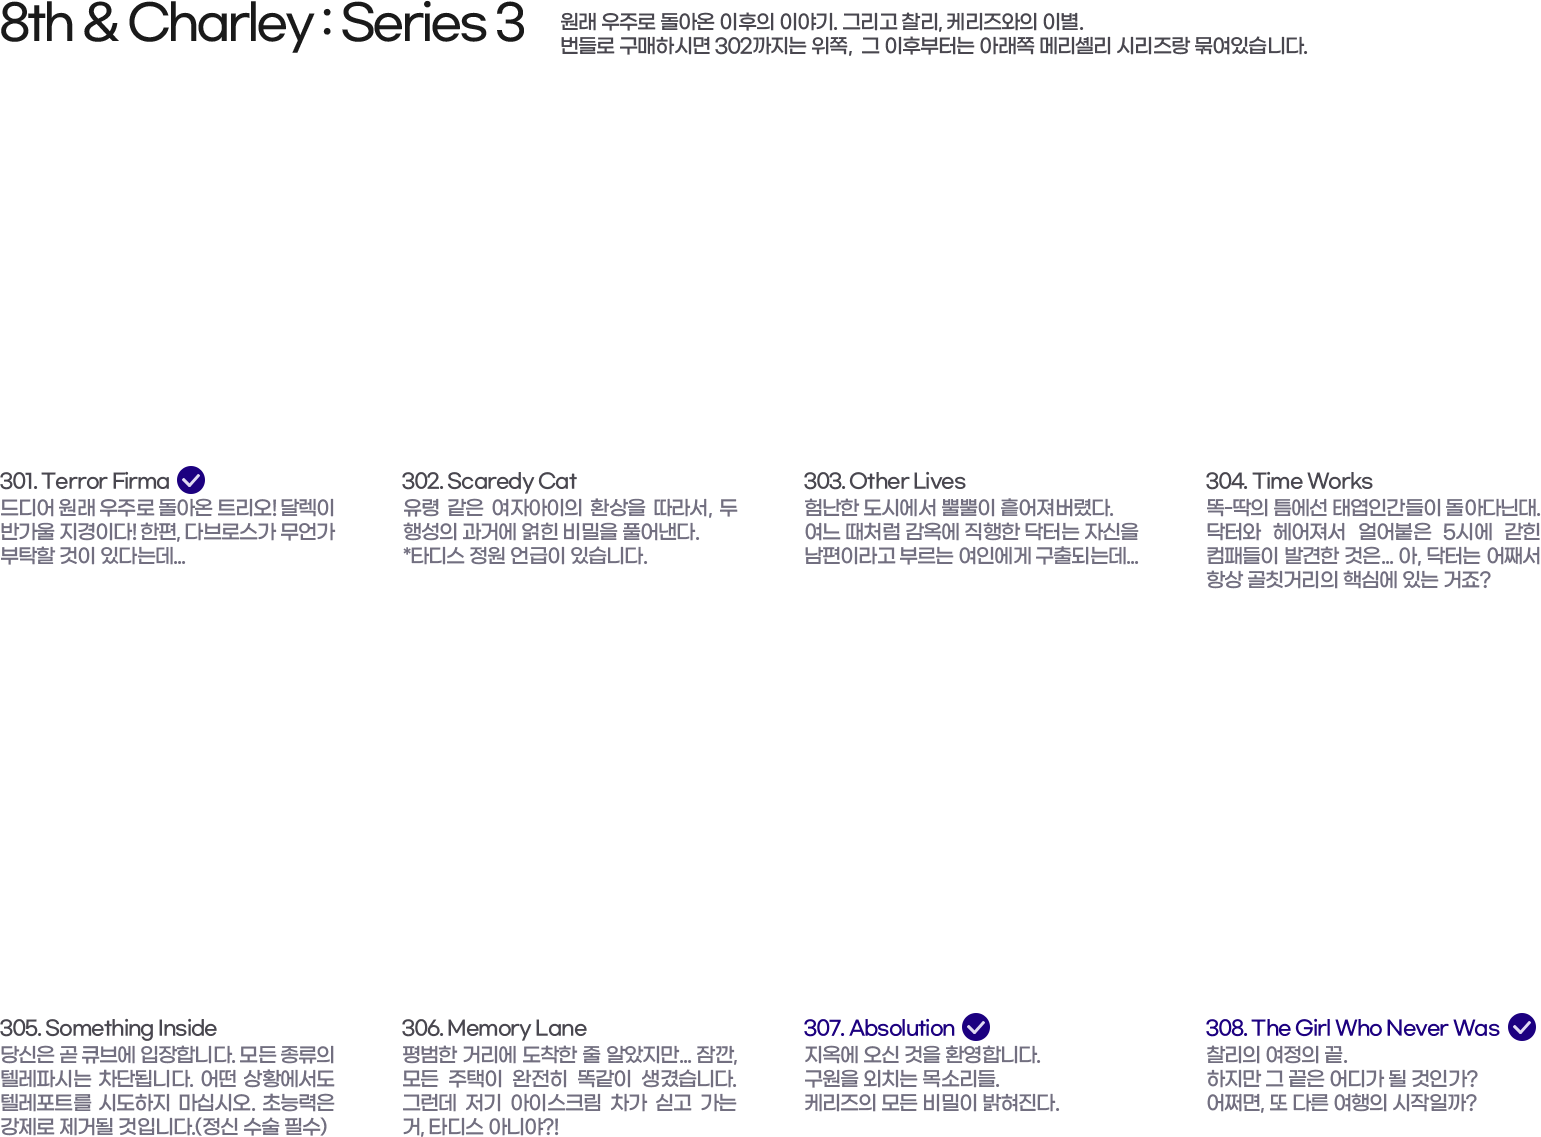 8th & Charley : Series 3
원래 우주로 돌아온 이후의 이야기. 그리고 찰리, 케리즈와의 이별.
번들로 구매하시면 302까지는 위쪽, 그 이후부터는 아래쪽 메리셸리 시리즈랑 묶여있습니다.
301. Terror Firma
드디어 원래 우주로 돌아온 트리오! 달렉이
반가울 지경이다! 한편, 다브로스가 무언가
부탁할 것이 있다는데...
302. Scaredy Cat
유령 같은 여자아이의 환상을 따라서, 두
행성의 과거에 얽힌 비밀을 풀어낸다.
*타디스 정원 언급이 있습니다.
303. Other Lives
험난한 도시에서 뿔뿔이 흩어져버렸다.
여느 때처럼 감옥에 직행한 닥터는 자신을
남편이라고 부르는 여인에게 구출되는데...
304. Time Works
똑-딱의 틈에선 태엽인간들이 돌아다닌대.
닥터와 헤어져서 얼어붙은 5시에 갇힌
컴패들이 발견한 것은... 아, 닥터는 어째서
항상 골칫거리의 핵심에 있는 거죠?
305. Something Inside
당신은 곧 큐브에 입장합니다. 모든 종류의
텔레파시는 차단됩니다. 어떤 상황에서도
텔레포트를 시도하지 마십시오. 초능력은
강제로 제거될 것입니다.(정신 수술 필수)
306. Memory Lane
평범한 거리에 도착한 줄 알았지만... 잠깐,
모든 주택이 완전히 똑같이 생겼습니다.
그런데 저기 아이스크림 차가 싣고 가는
거, 타디스 아니야?!
307. Absolution
지옥에 오신 것을 환영합니다.
구원을 외치는 목소리들.
케리즈의 모든 비밀이 밝혀진다.
308. The Girl Who Never Was
찰리의 여정의 끝.
하지만 그 끝은 어디가 될 것인가?
어쩌면, 또 다른 여행의 시작일까?